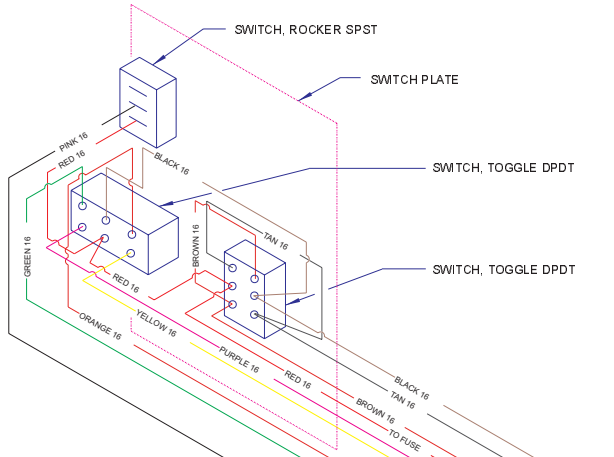 SWITCH, ROCKER SPST
SWITCH PLATE
PINK 16
RED 16
BLACK 16
SWITCH, TOGGLE DPDT
GREEN 16
BROWN 16
TAN 16
SWITCH, TOGGLE DPDT
RED 16
ORANGE 16
YELLOW 16
PURPLE 16
RED 16
BLACK 16
TAN 16
BROWN 16
TO FUSE